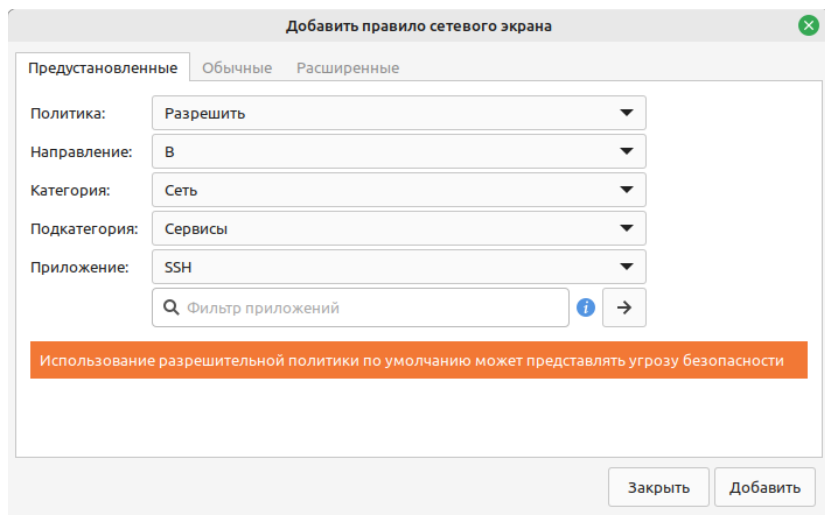 Добавить правило сетевого экрана
Предустановленные Обычные Расширенные
Политика: Разрешить
Направление: В
Категория: Сеть
Подкатегория: Сервисы
Приложение: SSH
Фильтр приложений
Использование разрешительной политики по умолчанию может представлять угрозу безопасности
Закрыть Добавить